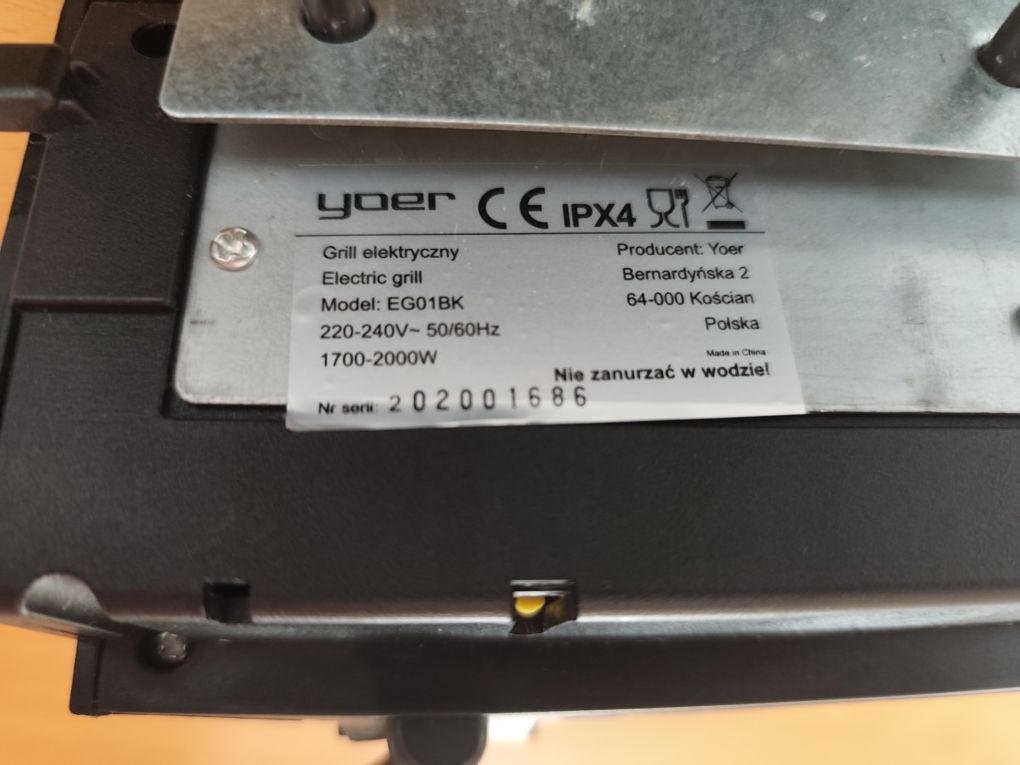 yoer CE IPX4
Grill elektryczny
Electric grill
Model: EG01BK
220-240V~ 50/60Hz
1700-2000W
Nr serii: 202001686
Producent: Yoer
Bernardyńska 2
64-000 Kościan
Polska
Made in China
Nie zanurzać w wodzie!